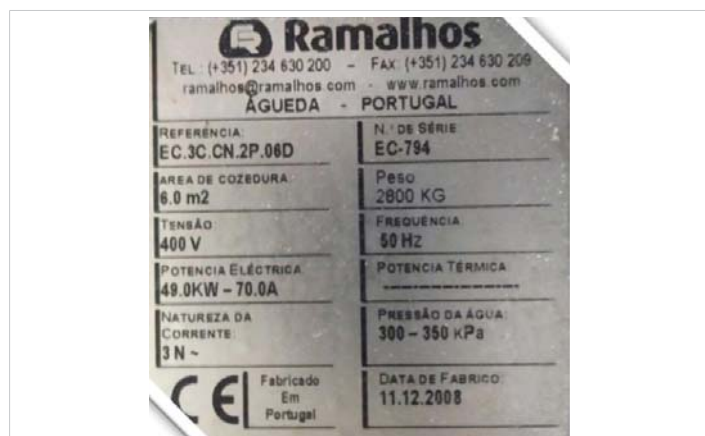 Ramalhos
TEL.: (+351) 234 630 200 – FAX: (+351) 234 630 209
ramalhos@ramalhos.com - www.ramalhos.com
ÁGUEDA - PORTUGAL
REFERÊNCIA:
EC.3C.CN.2P.06D
N.º DE SÉRIE
EC-794
AREA DE COZEDURA:
6.0 m2
Peso
2800 KG
TENSÃO:
400 V
FREQUÊNCIA:
50 HZ
POTENCIA ELÉCTRICA:
49.0KW – 70.0A
POTENCIA TÉRMICA
---------------
NATUREZA DA
CORRENTE:
3 N ~
PRESSÃO DA ÁGUA:
300 – 350 KPa
CE
Fabricado
Em
Portugal
DATA DE FABRICO:
11.12.2008